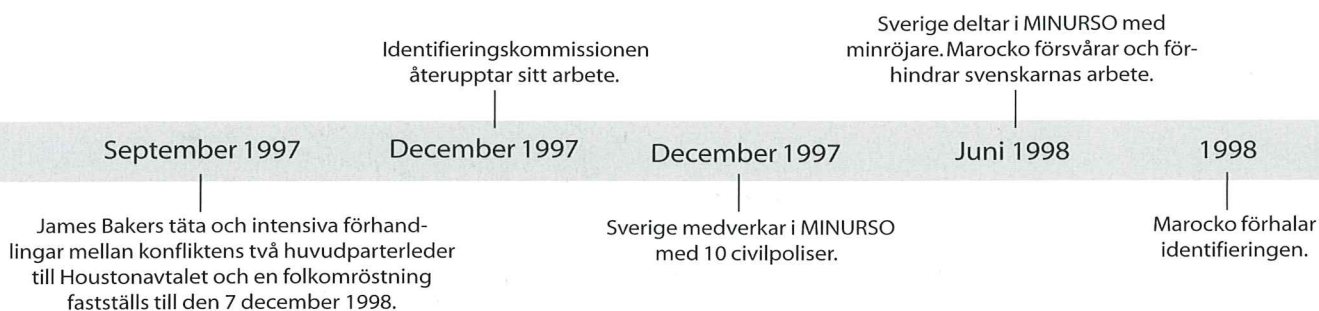 Sverige deltar i MINURSO med
minröjare. Marocko försvårar och för-
hindrar svenskarnas arbete.
Identifieringskommissionen
återupptar sitt arbete.
September 1997
December 1997
December 1997
Juni 1998
1998
James Bakers täta och intensiva förhand-
lingar mellan konfliktens två huvudparterleder
till Houstonavtalet och en folkomröstning
fastställs till den 7 december 1998.
Sverige medverkar i MINURSO
med 10 civilpoliser.
Marocko förhalar
identifieringen.